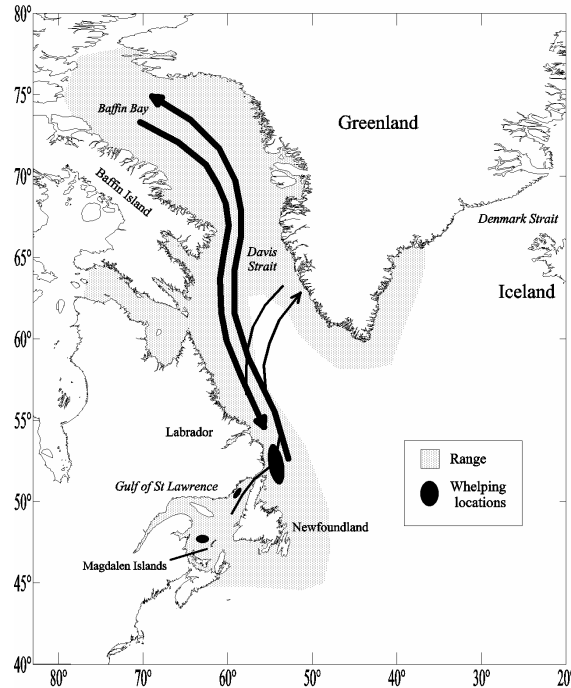 80°
75°
70°
65°
60°
55°
50°
45°
40°
Baffin Bay
Greenland
Baffin Island
Denmark Strait
Davis
Strait
Iceland
Labrador
Range
Whelping
locations
Gulf of St Lawrence
Newfoundland
Magdalen Islands
80°
70°
60°
50°
40°
30°
20°